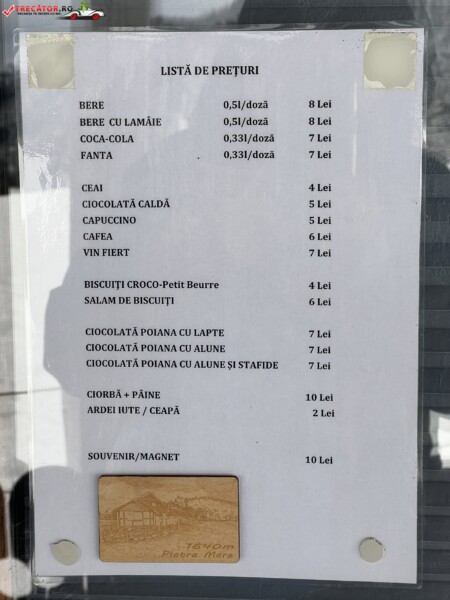 TRECĂTOR.RO
LISTĂ DE PREȚURI
BERE 0,5l/doză 8 Lei
BERE CU LAMÂIE 0,5l/doză 8 Lei
COCA-COLA 0,33l/doză 7 Lei
FANTA 0,33l/doză 7 Lei
CEAI 4 Lei
CIOCOLATĂ CALDĂ 5 Lei
CAPUCCINO 5 Lei
CAFEA 6 Lei
VIN FIERT 7 Lei
BISCUIȚI CROCO-Petit Beurre 4 Lei
SALAM DE BISCUIȚI 6 Lei
CIOCOLATĂ POIANA CU LAPTE 7 Lei
CIOCOLATĂ POIANA CU ALUNE 7 Lei
CIOCOLATĂ POIANA CU ALUNE ȘI STAFIDE 7 Lei
CIORBĂ + PÂINE 10 Lei
ARDEI IUTE / CEAPĂ 2 Lei
SOUVENIR/MAGNET 10 Lei
1640m
Piatra Mare